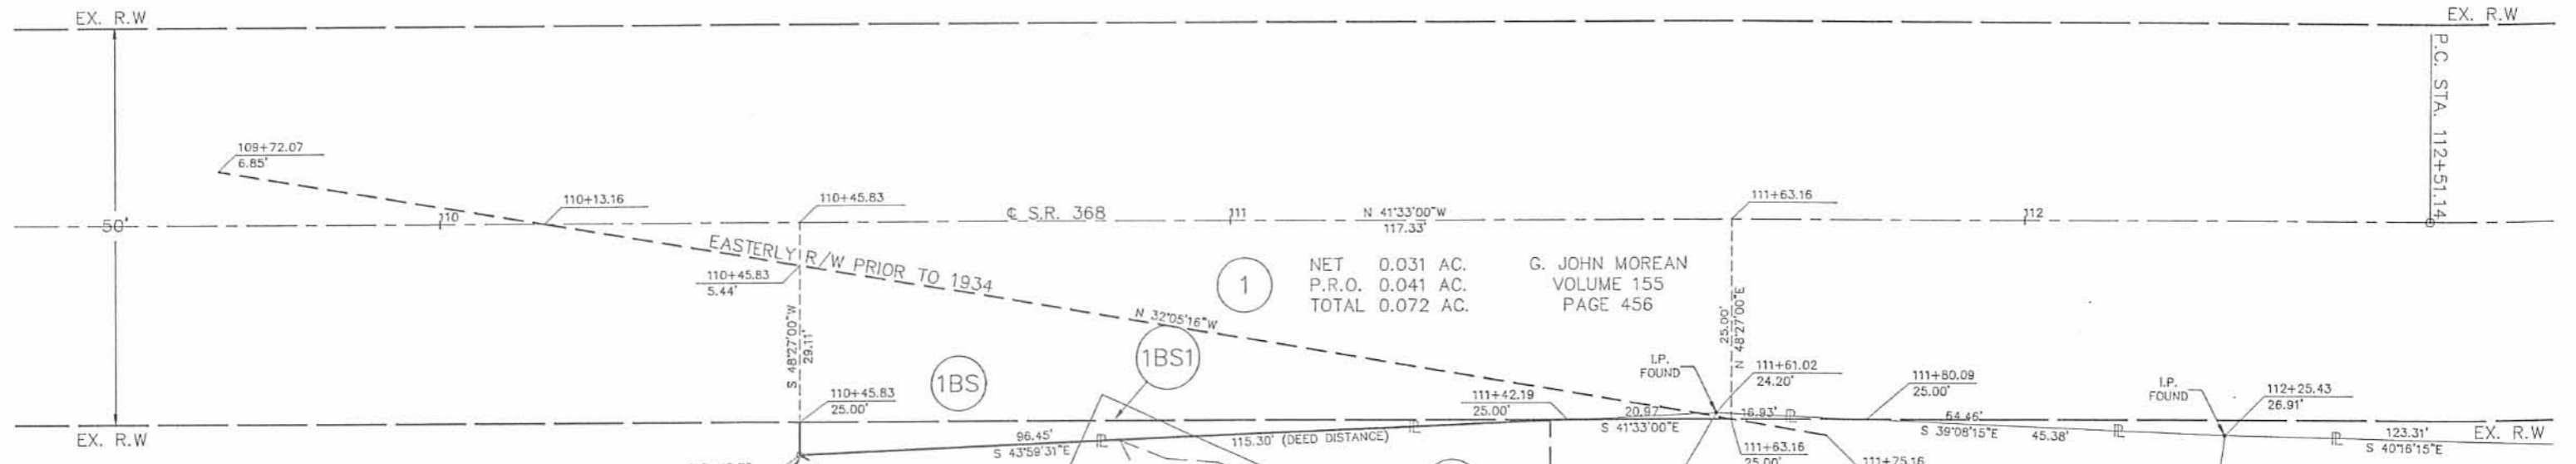 EX. R.W
EX. R.W
P.C. STA. 112+51.14
109+72.07
6.85'
110+13.16
110+45.83
111+63.16
50'
110
℄ S.R. 368
111
N 41°33'00"W
117.33'
112
EASTERLY R/W PRIOR TO 1934
110+45.83
5.44'
1
NET 0.031 AC.
P.R.O. 0.041 AC.
TOTAL 0.072 AC.
G. JOHN MOREAN
VOLUME 155
PAGE 456
S 48°27'00"W
29.11'
N 32°05'16"W
25.00'
N 48°27'00"E
1BS
1BS1
I.P.
FOUND
111+61.02
24.20'
111+80.09
25.00'
I.P.
FOUND
112+25.43
26.91'
110+45.83
25.00'
111+42.19
25.00'
20.97'
16.93'
PL
54.46'
EX. R.W
96.45'
S 43°59'31"E
PL
115.30' (DEED DISTANCE)
PL
S 41°33'00"E
S 39°08'15"E
45.38'
PL
PL
123.31'
S 40°16'15"E
EX. R.W
111+63.16
25.00'
111+75.16